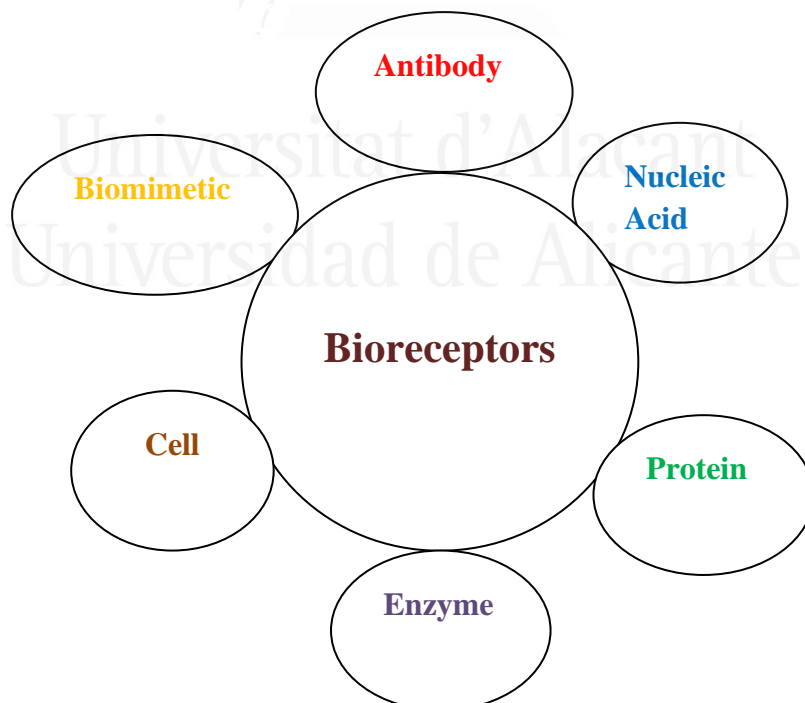 Antibody
Universitat d'Alacant
Nucleic
Acid
Biomimetic
Universidad de Alicante
Bioreceptors
Cell
Protein
Enzyme